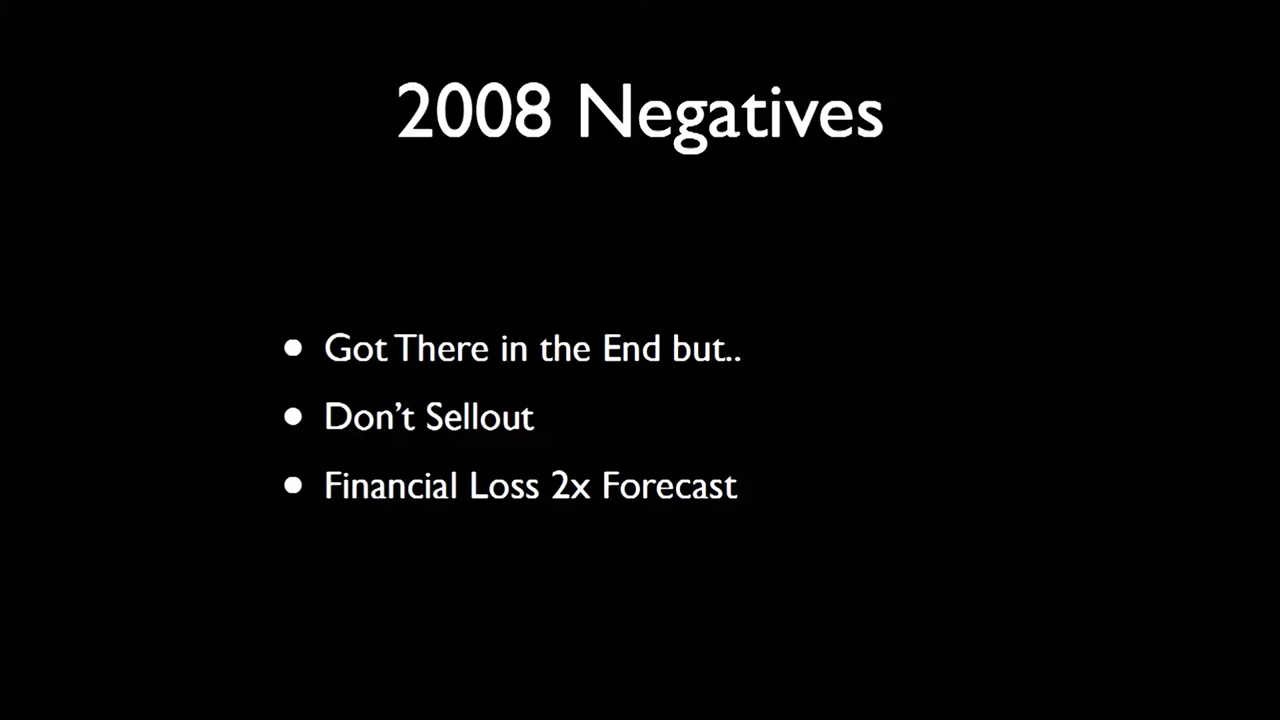 2008 Negatives
• Got There in the End but..
• Don't Sellout
• Financial Loss 2x Forecast